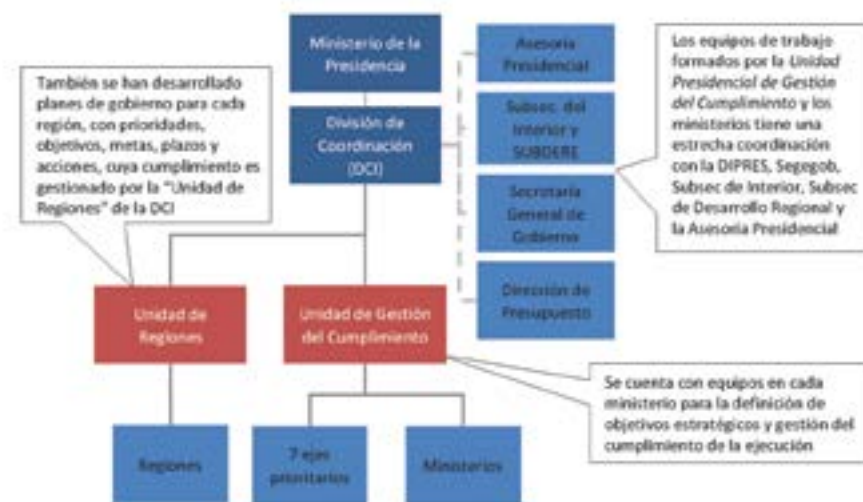 Ministerio de la
Presidencia
División de
Coordinación
(DCI)
Asesoría
Presidencial
Subsec. del
Interior y
SUBDERE
Secretaría
General de
Gobierno
Dirección de
Presupuesto
También se han desarrollado
planes de gobierno para cada
región, con prioridades,
objetivos, metas, plazos y
acciones, cuya cumplimiento es
gestionado por la "Unidad de
Regiones" de la DCI
Los equipos de trabajo
formados por la Unidad
Presidencial de Gestión
del Cumplimiento y los
ministerios tiene una
estrecha coordinación
con la DIPRES, Segegob,
Subsec de Interior, Subsec
de Desarrollo Regional y
la Asesoria Presidencial
Unidad de
Regiones
Unidad de Gestión
del Cumplimiento
Se cuenta con equipos en cada
ministerio para la definición de
objetivos estratégicos y gestión del
cumplimiento de la ejecución
Regiones
7 ejes
prioritarios
Ministerios